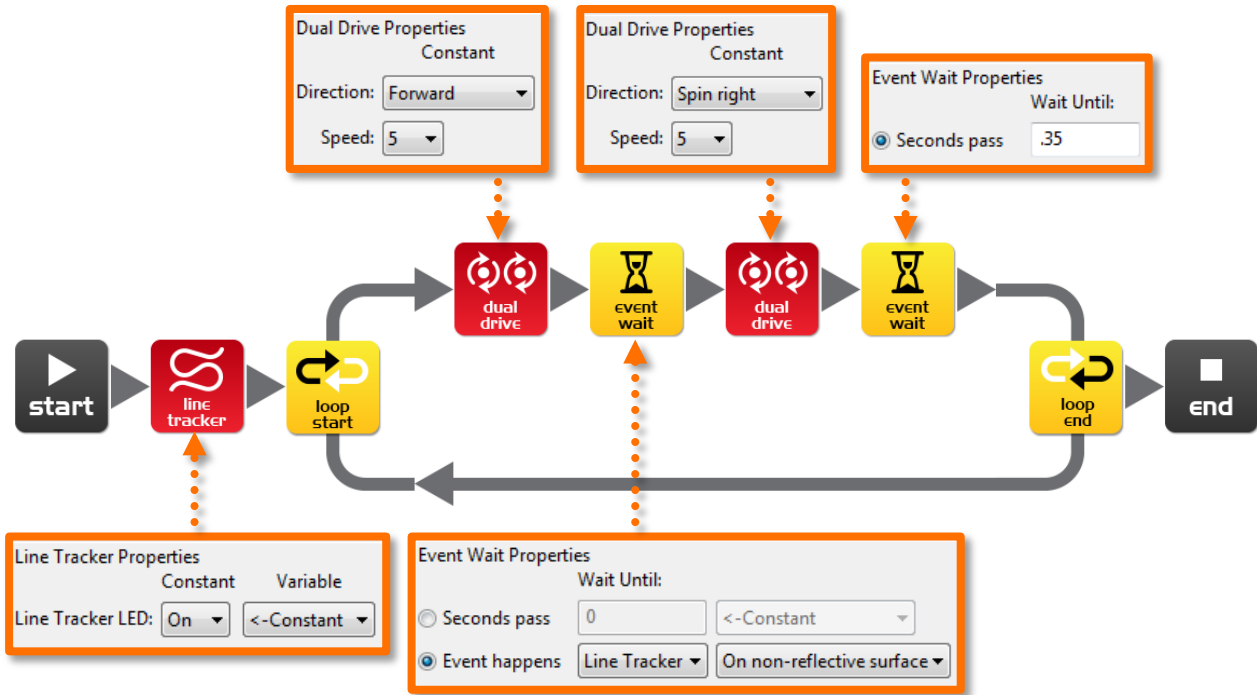 Dual Drive Properties
Constant
Direction: Forward
Speed: 5
Dual Drive Properties
Constant
Direction: Spin right
Speed: 5
Event Wait Properties
Wait Until:
Seconds pass .35
dual
drive
event
wait
dual
drive
event
wait
start
line
tracker
loop
start
loop
end
end
Line Tracker Properties
Constant Variable
Line Tracker LED: On <-Constant
Event Wait Properties
Wait Until:
Seconds pass 0 <-Constant
Event happens Line Tracker On non-reflective surface